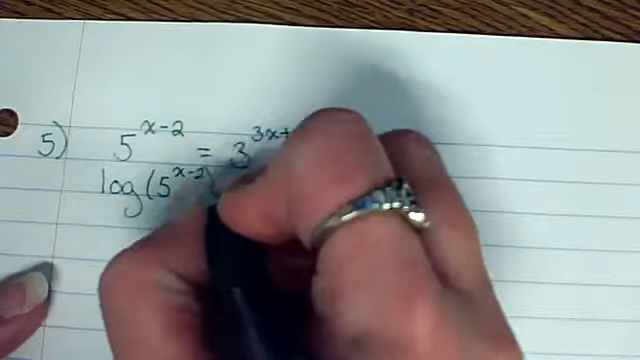 5) 5^{x-2} = 3^{3x+
log(5^{x-2})